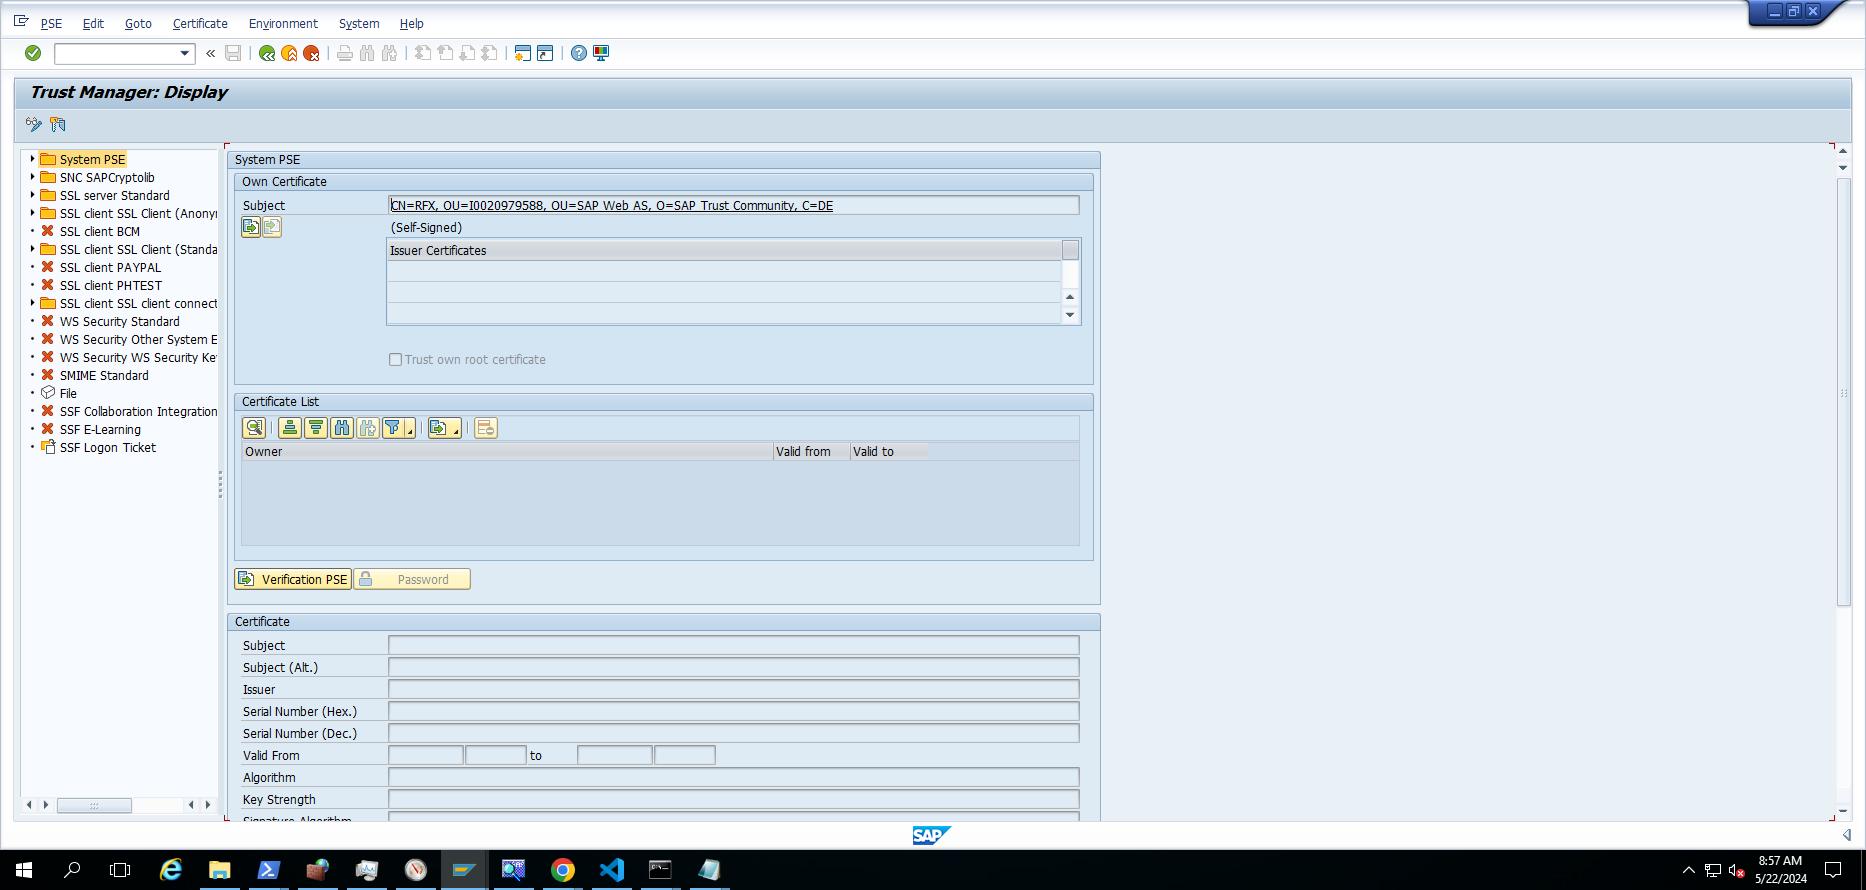 PSE Edit Goto Certificate Environment System Help
Trust Manager: Display
System PSE
SNC SAPCryptolib
SSL server Standard
SSL client SSL Client (Anony
SSL client BCM
SSL client SSL Client (Standa
SSL client PAYPAL
SSL client PHTEST
SSL client SSL client connect
WS Security Standard
WS Security Other System E
WS Security WS Security Ke
SMIME Standard
File
SSF Collaboration Integration
SSF E-Learning
SSF Logon Ticket
System PSE
Own Certificate
Subject CN=RFX, OU=I0020979588, OU=SAP Web AS, O=SAP Trust Community, C=DE
(Self-Signed)
Issuer Certificates
Trust own root certificate
Certificate List
Owner Valid from Valid to
Verification PSE Password
Certificate
Subject
Subject (Alt.)
Issuer
Serial Number (Hex.)
Serial Number (Dec.)
Valid From to
Algorithm
Key Strength
Signature Algorithm
SAP
8:57 AM
5/22/2024